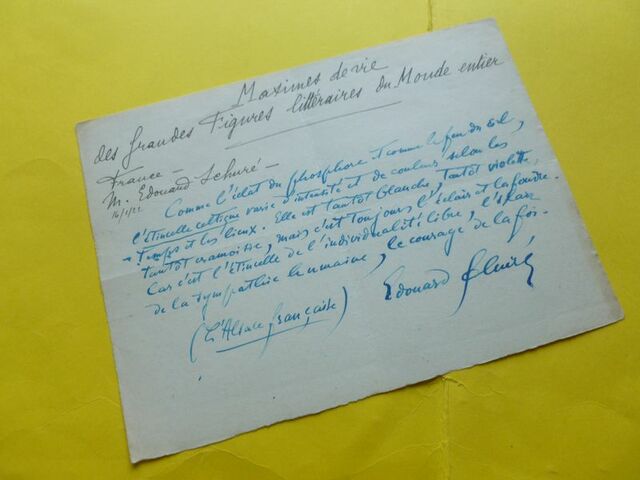 Maximes de vie
des Grandes Figures littéraires du Monde entier
France —
M. Edouard Schuré —
16/1/22
Comme l'éclat du phosphore et comme le feu du sel,
l'étincelle celtique varie d'intensité et de couleur selon les
temps et les lieux. Elle est tantôt blanche, tantôt violette,
tantôt cramoisie, mais c'est toujours l'éclair et la foudre.
Car c'est l'étincelle de l'individualité libre, l'éclair
de la sympathie humaine, le courage de la foi.
(L'Alsace française)
Edouard Schuré